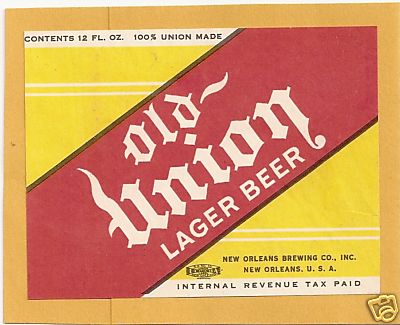 CONTENTS 12 FL. OZ. 100% UNION MADE
Old
Union
LAGER BEER
NEW ORLEANS BREWING CO., INC.
NEW ORLEANS, U. S. A.
INTERNAL REVENUE TAX PAID